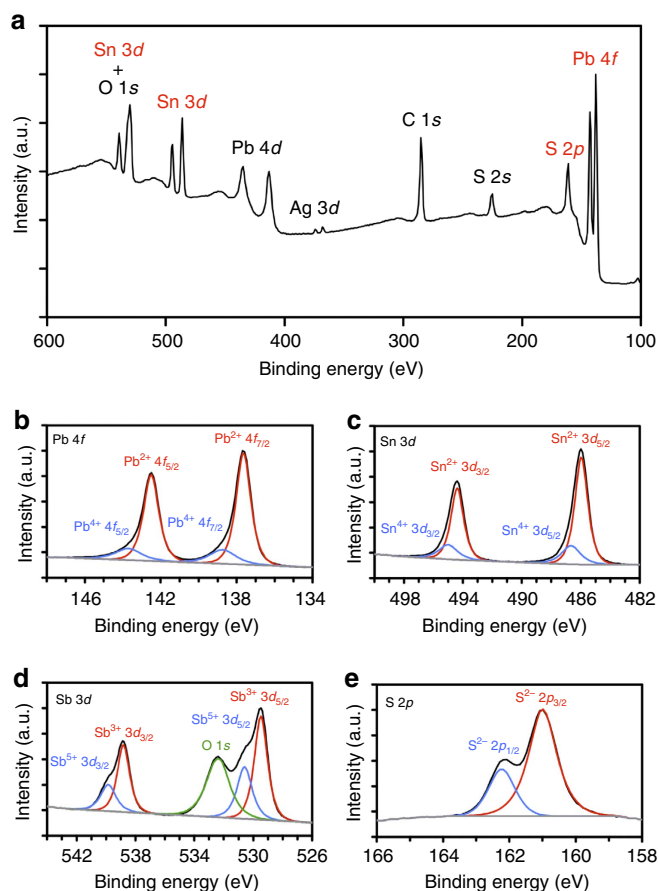 a
Sn 3d
+
O 1s
Sn 3d
Pb 4d
Ag 3d
C 1s
S 2s
S 2p
Pb 4f
Intensity (a.u.)
600 500 400 300 200 100
Binding energy (eV)
b
Pb 4f
Pb2+ 4f7/2
Pb2+ 4f5/2
Pb4+ 4f5/2
Pb4+ 4f7/2
Intensity (a.u.)
146 142 138 134
Binding energy (eV)
c
Sn 3d
Sn2+ 3d5/2
Sn2+ 3d3/2
Sn4+ 3d3/2
Sn4+ 3d5/2
Intensity (a.u.)
498 494 490 486 482
Binding energy (eV)
d
Sb 3d
Sb3+ 3d5/2
Sb3+ 3d3/2
Sb5+ 3d5/2
O 1s
Sb5+ 3d3/2
Intensity (a.u.)
542 538 534 530 526
Binding energy (eV)
e
S 2p
S2− 2p3/2
S2− 2p1/2
Intensity (a.u.)
166 164 162 160 158
Binding energy (eV)